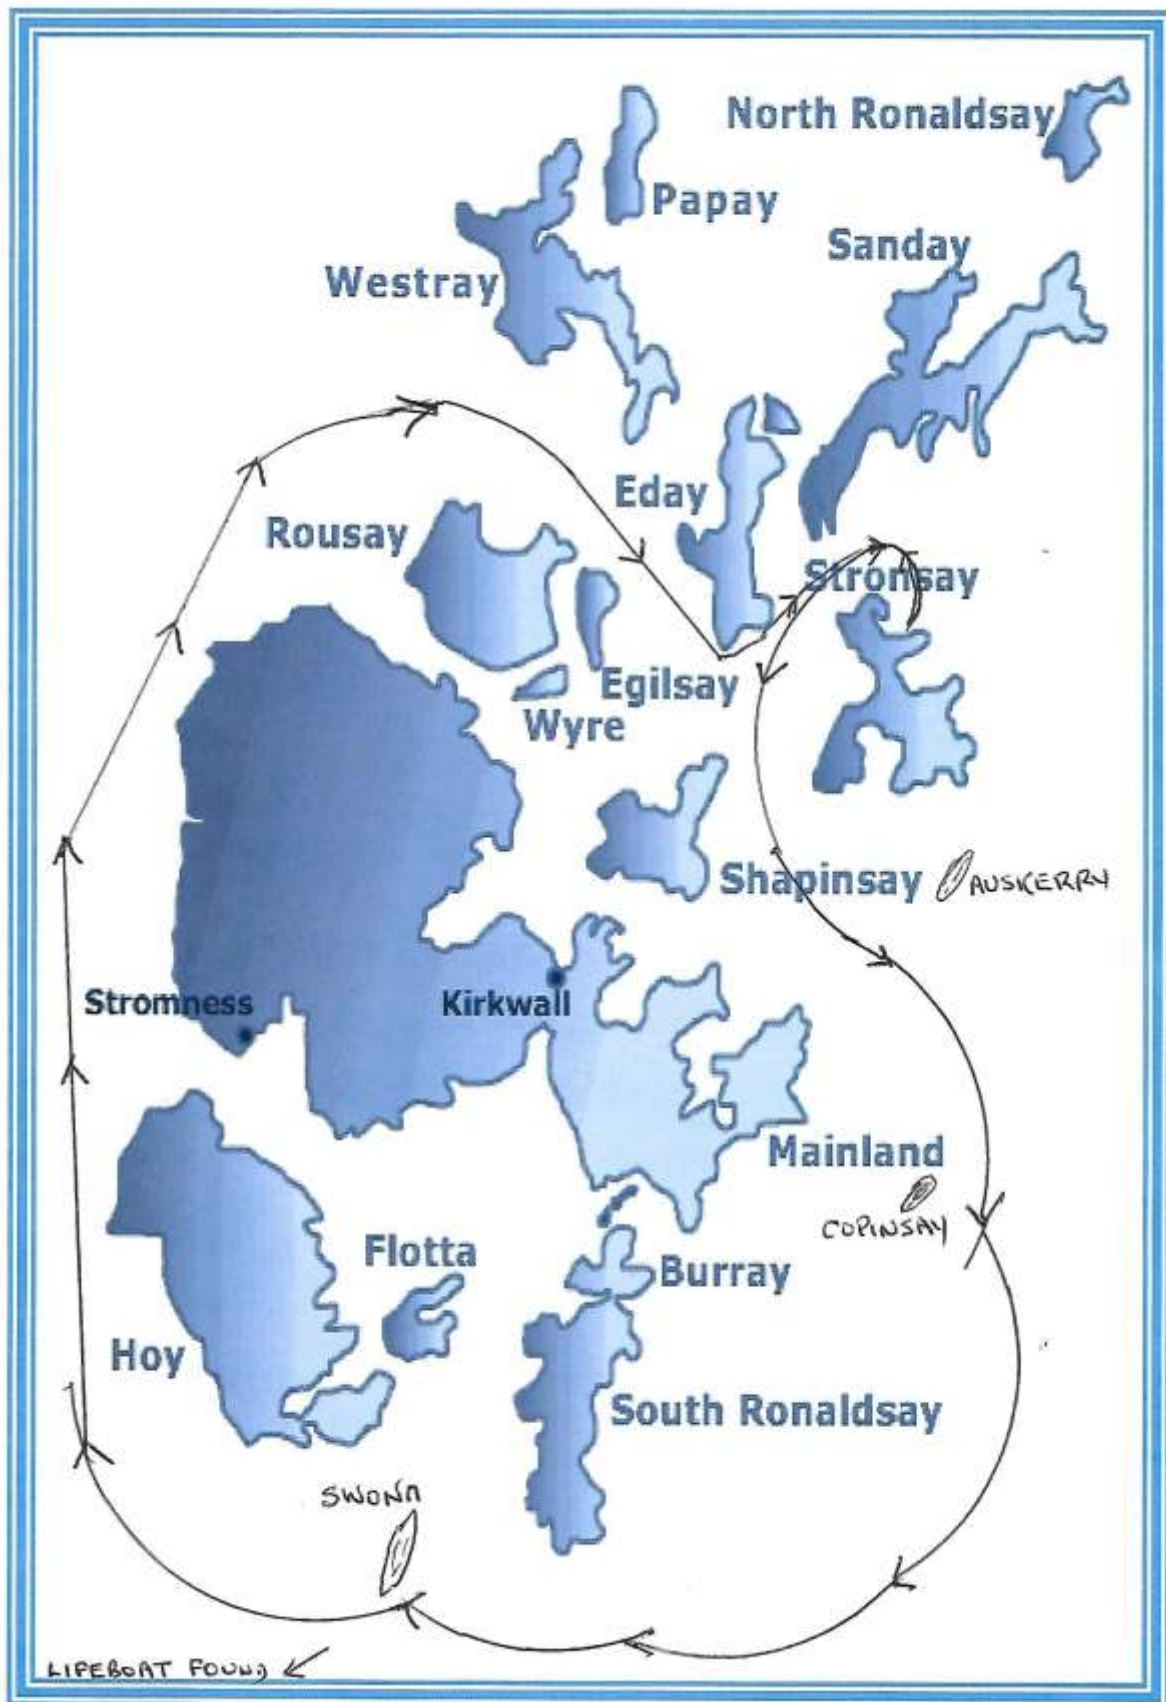 North Ronaldsay
Papay
Sanday
Westray
Eday
Rousay
Stronsay
Egilsay
Wyre
Shapinsay
AUSKERRY
Stromness
Kirkwall
Mainland
COPINSAY
Flotta
Burray
Hoy
South Ronaldsay
SWONA
LIFEBOAT FOUND